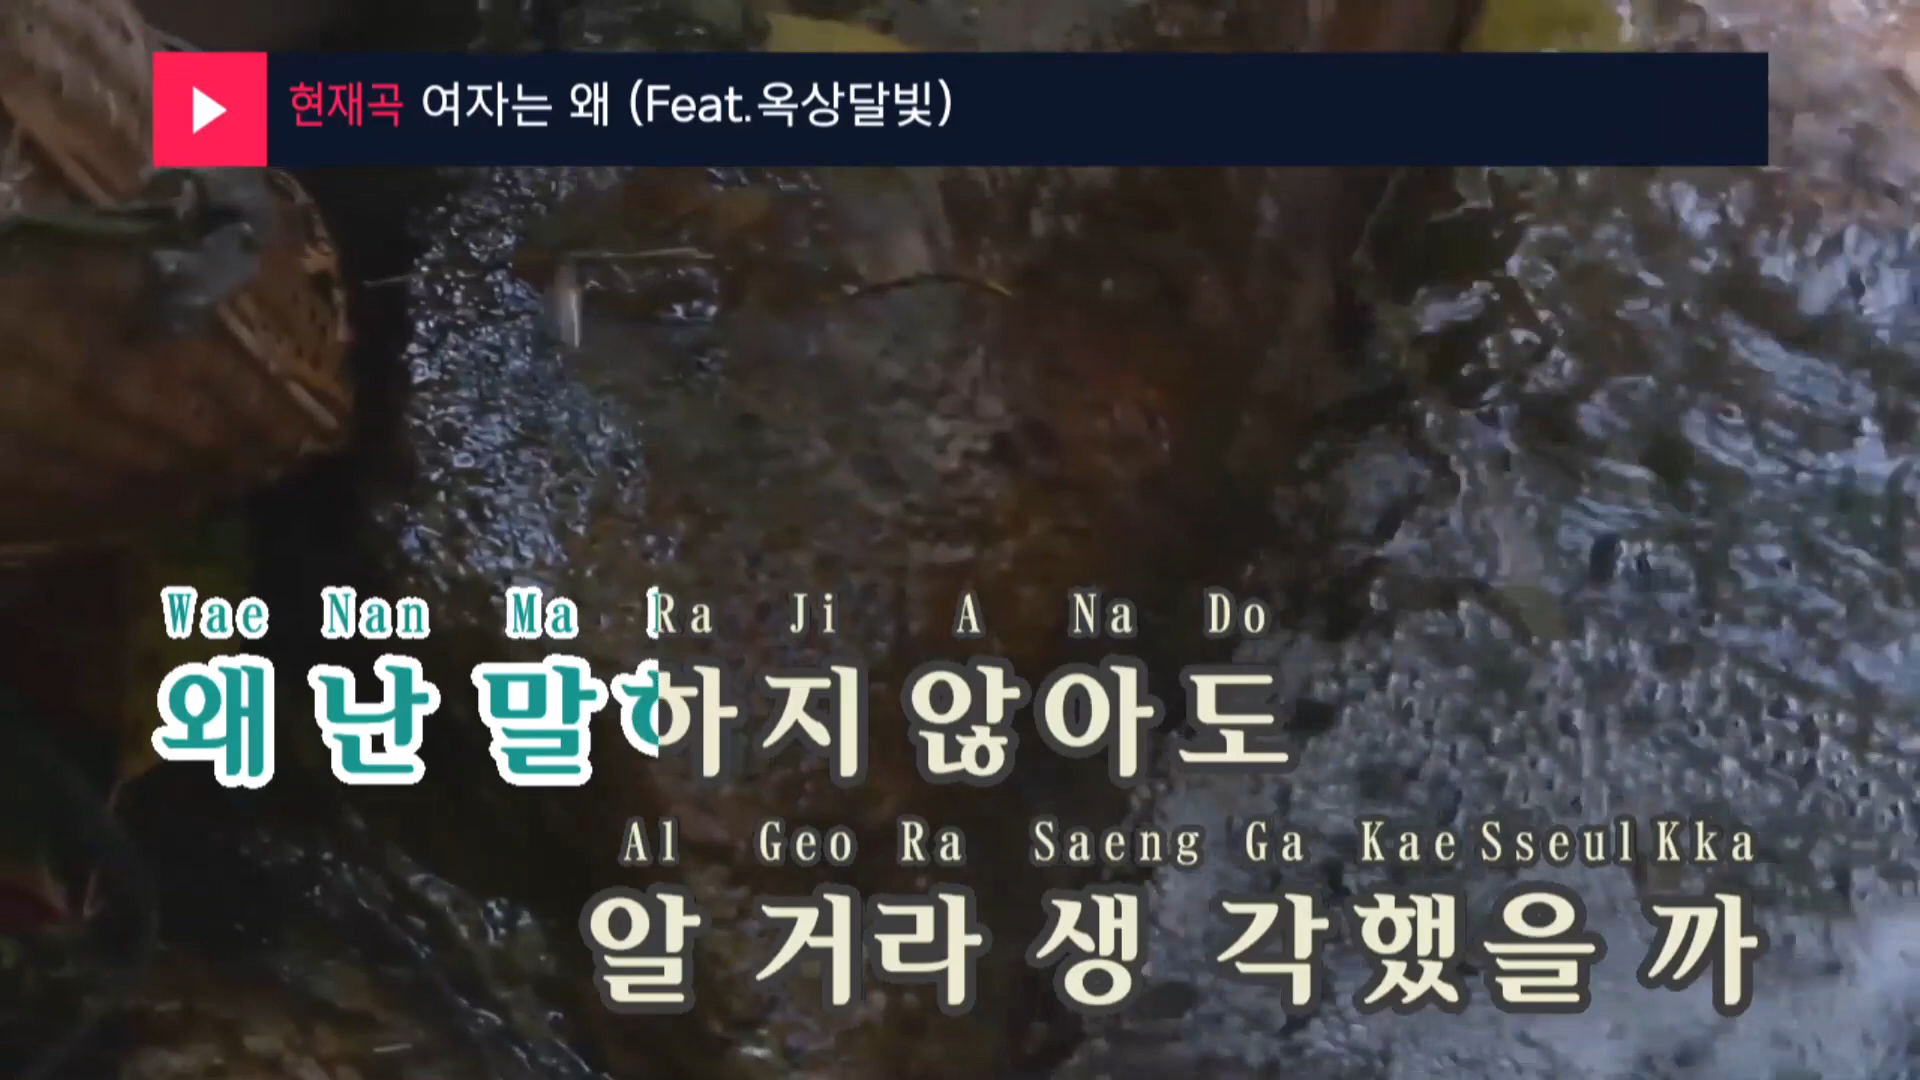 현재곡 여자는 왜 (Feat.옥상달빛)
Wae Nan Ma Ra Ji A Na Do
왜 난 말하지 않아도
Al Geo Ra Saeng Ga Kae Sseul Kka
알 거라 생각했을까